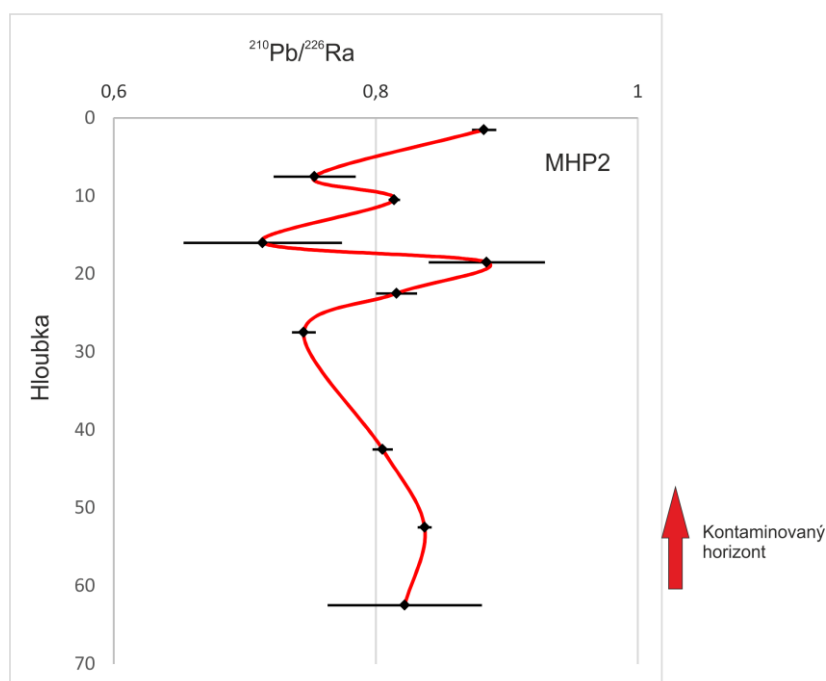 ²¹⁰Pb/²²⁶Ra
0,6 0,8 1
0
MHP2
10
20
30
Hloubka
40
50
Kontaminovaný
horizont
60
70